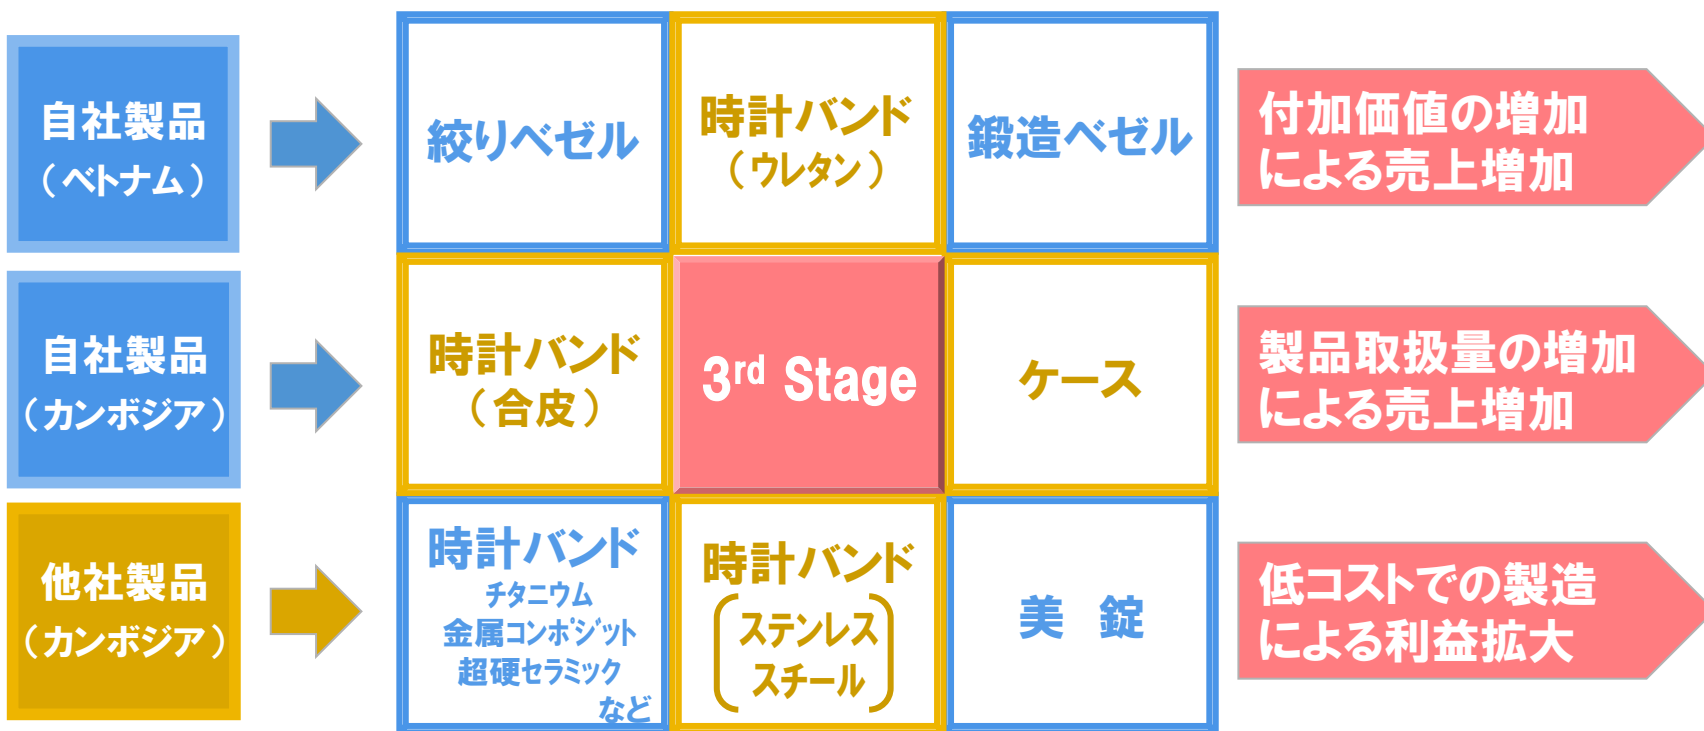 自社製品
（ベトナム）
絞りベゼル
時計バンド
（ウレタン）
鍛造ベゼル
付加価値の増加
による売上増加
自社製品
（カンボジア）
時計バンド
（合皮）
3rd Stage
ケース
製品取扱量の増加
による売上増加
他社製品
（カンボジア）
時計バンド
チタニウム
金属コンポジット
超硬セラミック
など
時計バンド
ステンレス
スチール
美　錠
低コストでの製造
による利益拡大